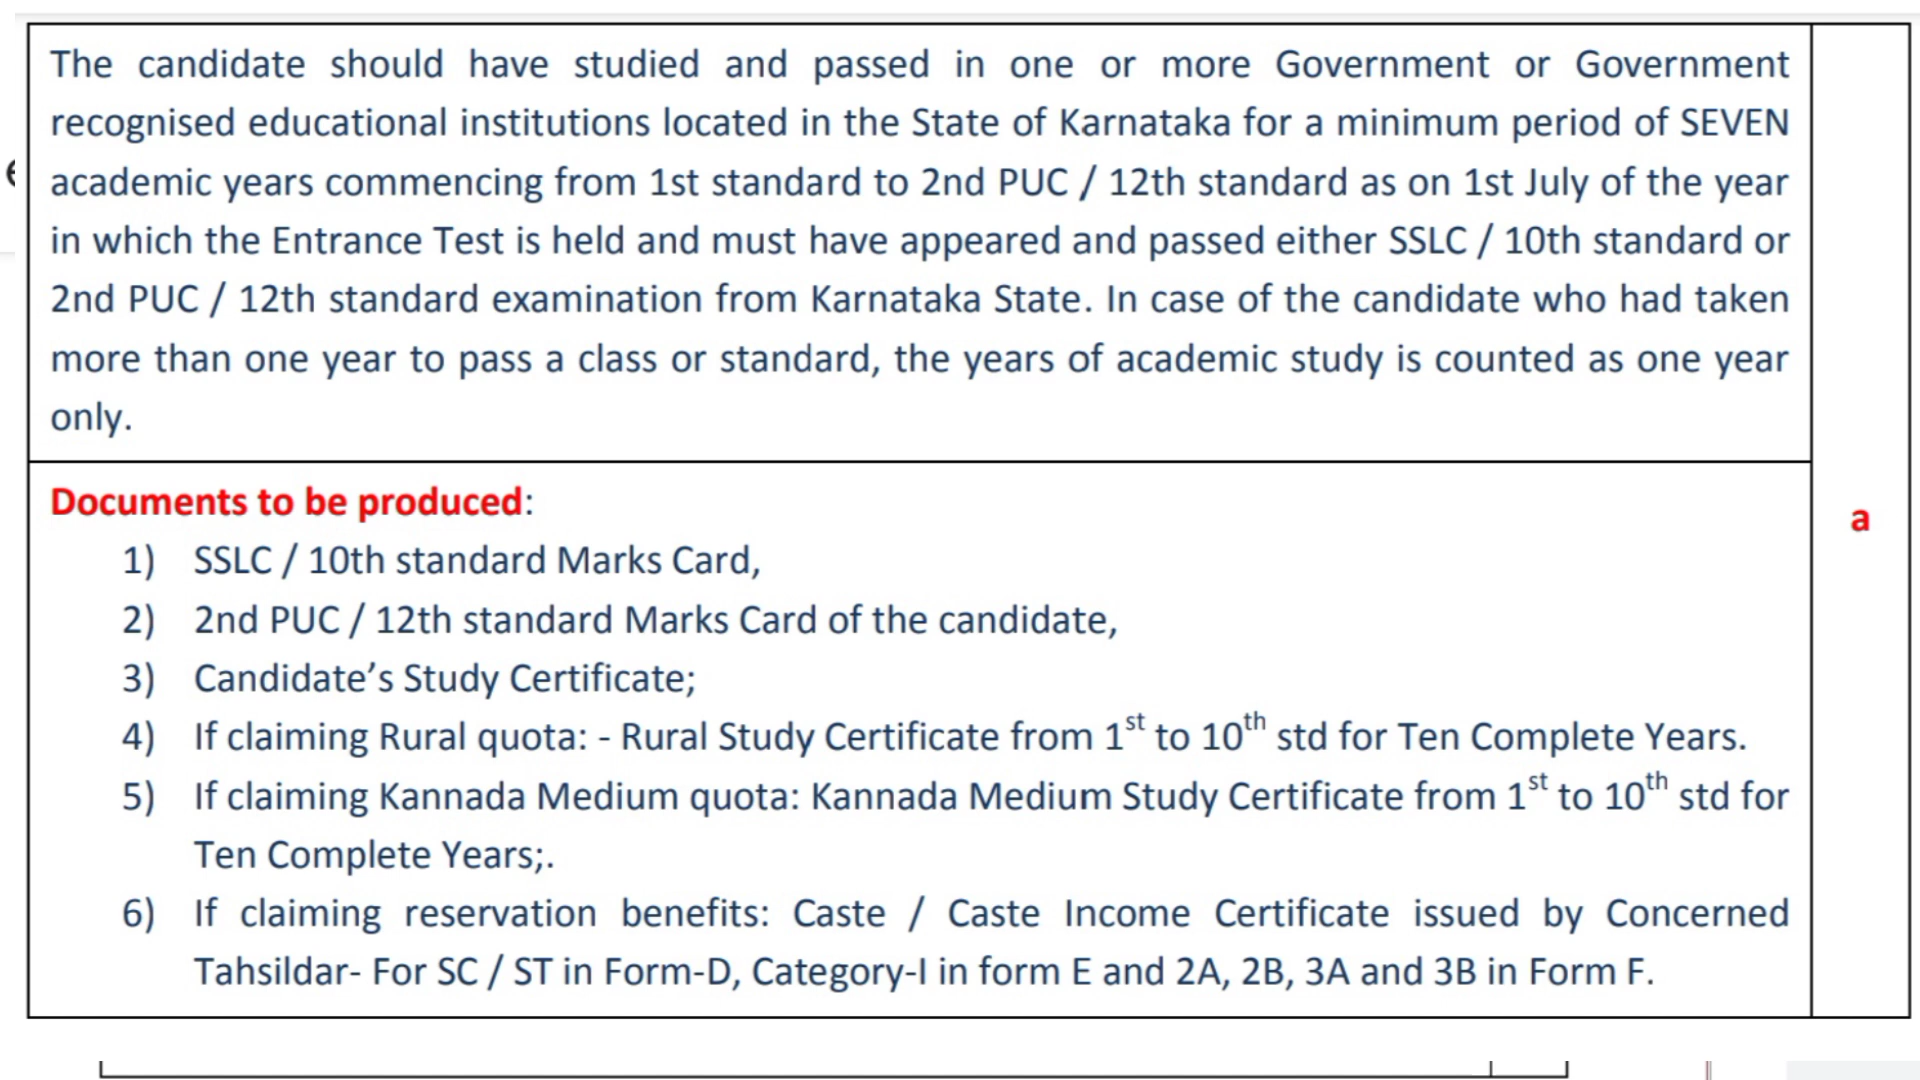 The candidate should have studied and passed in one or more Government or Government
recognised educational institutions located in the State of Karnataka for a minimum period of SEVEN
academic years commencing from 1st standard to 2nd PUC / 12th standard as on 1st July of the year
in which the Entrance Test is held and must have appeared and passed either SSLC / 10th standard or
2nd PUC / 12th standard examination from Karnataka State. In case of the candidate who had taken
more than one year to pass a class or standard, the years of academic study is counted as one year
only.
Documents to be produced:
1) SSLC / 10th standard Marks Card,
2) 2nd PUC / 12th standard Marks Card of the candidate,
3) Candidate’s Study Certificate;
4) If claiming Rural quota: - Rural Study Certificate from 1st to 10th std for Ten Complete Years.
5) If claiming Kannada Medium quota: Kannada Medium Study Certificate from 1st to 10th std for
Ten Complete Years;.
6) If claiming reservation benefits: Caste / Caste Income Certificate issued by Concerned
Tahsildar- For SC / ST in Form-D, Category-I in form E and 2A, 2B, 3A and 3B in Form F.
a